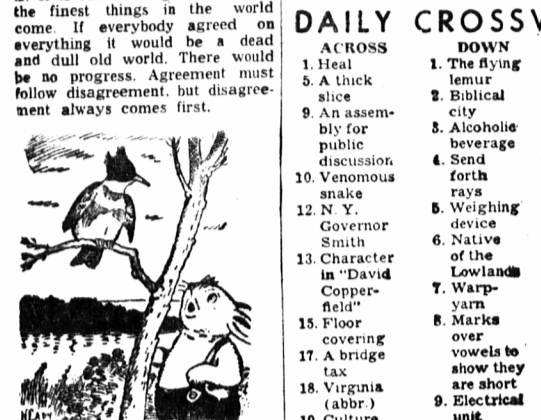 the finest things in the world
come. If everybody agreed on
everything it would be a dead
and dull old world. There would
be no progress. Agreement must
follow disagreement, but disagree-
ment always comes first.
DAILY CROSSW
ACROSS
1. Heal
5. A thick
slice
9. An assem-
bly for
public
discussion
10. Venomous
snake
12. N. Y.
Governor
Smith
13. Character
in "David
Copper-
field"
15. Floor
covering
17. A bridge
tax
18. Virginia
(abbr.)
19. Culture
DOWN
1. The flying
lemur
2. Biblical
city
3. Alcoholic
beverage
4. Send
forth
rays
5. Weighing
device
6. Native
of the
Lowlands
7. Warp-
yarn
8. Marks
over
vowels to
show they
are short
9. Electrical
unit